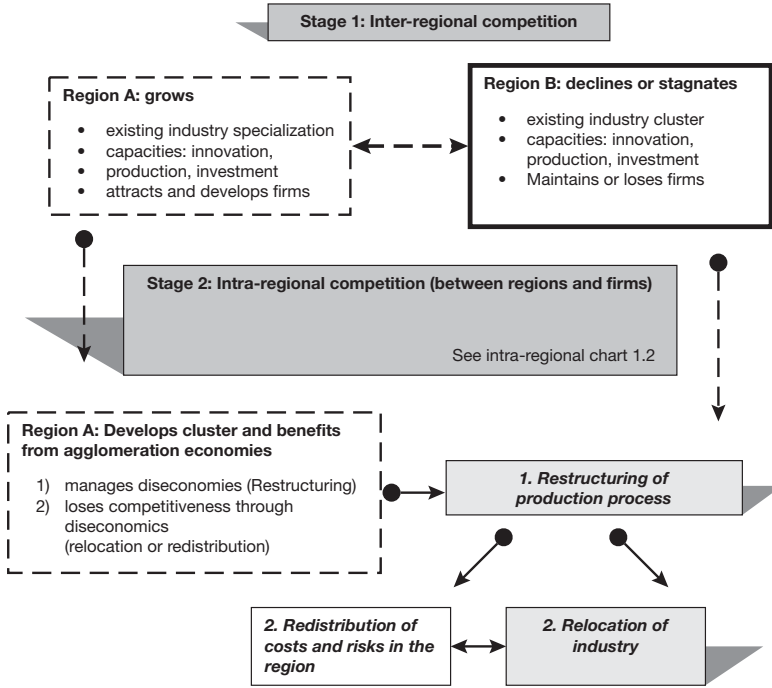 Stage 1: Inter-regional competition
Region A: grows
• existing industry specialization
• capacities: innovation,
• production, investment
• attracts and develops firms
Region B: declines or stagnates
• existing industry cluster
• capacities: innovation,
production, investment
• Maintains or loses firms
Stage 2: Intra-regional competition (between regions and firms)
See intra-regional chart 1.2
Region A: Develops cluster and benefits
from agglomeration economies
1) manages diseconomies (Restructuring)
2) loses competitiveness through
diseconomics
(relocation or redistribution)
1. Restructuring of
production process
2. Redistribution of
costs and risks in the
region
2. Relocation of
industry